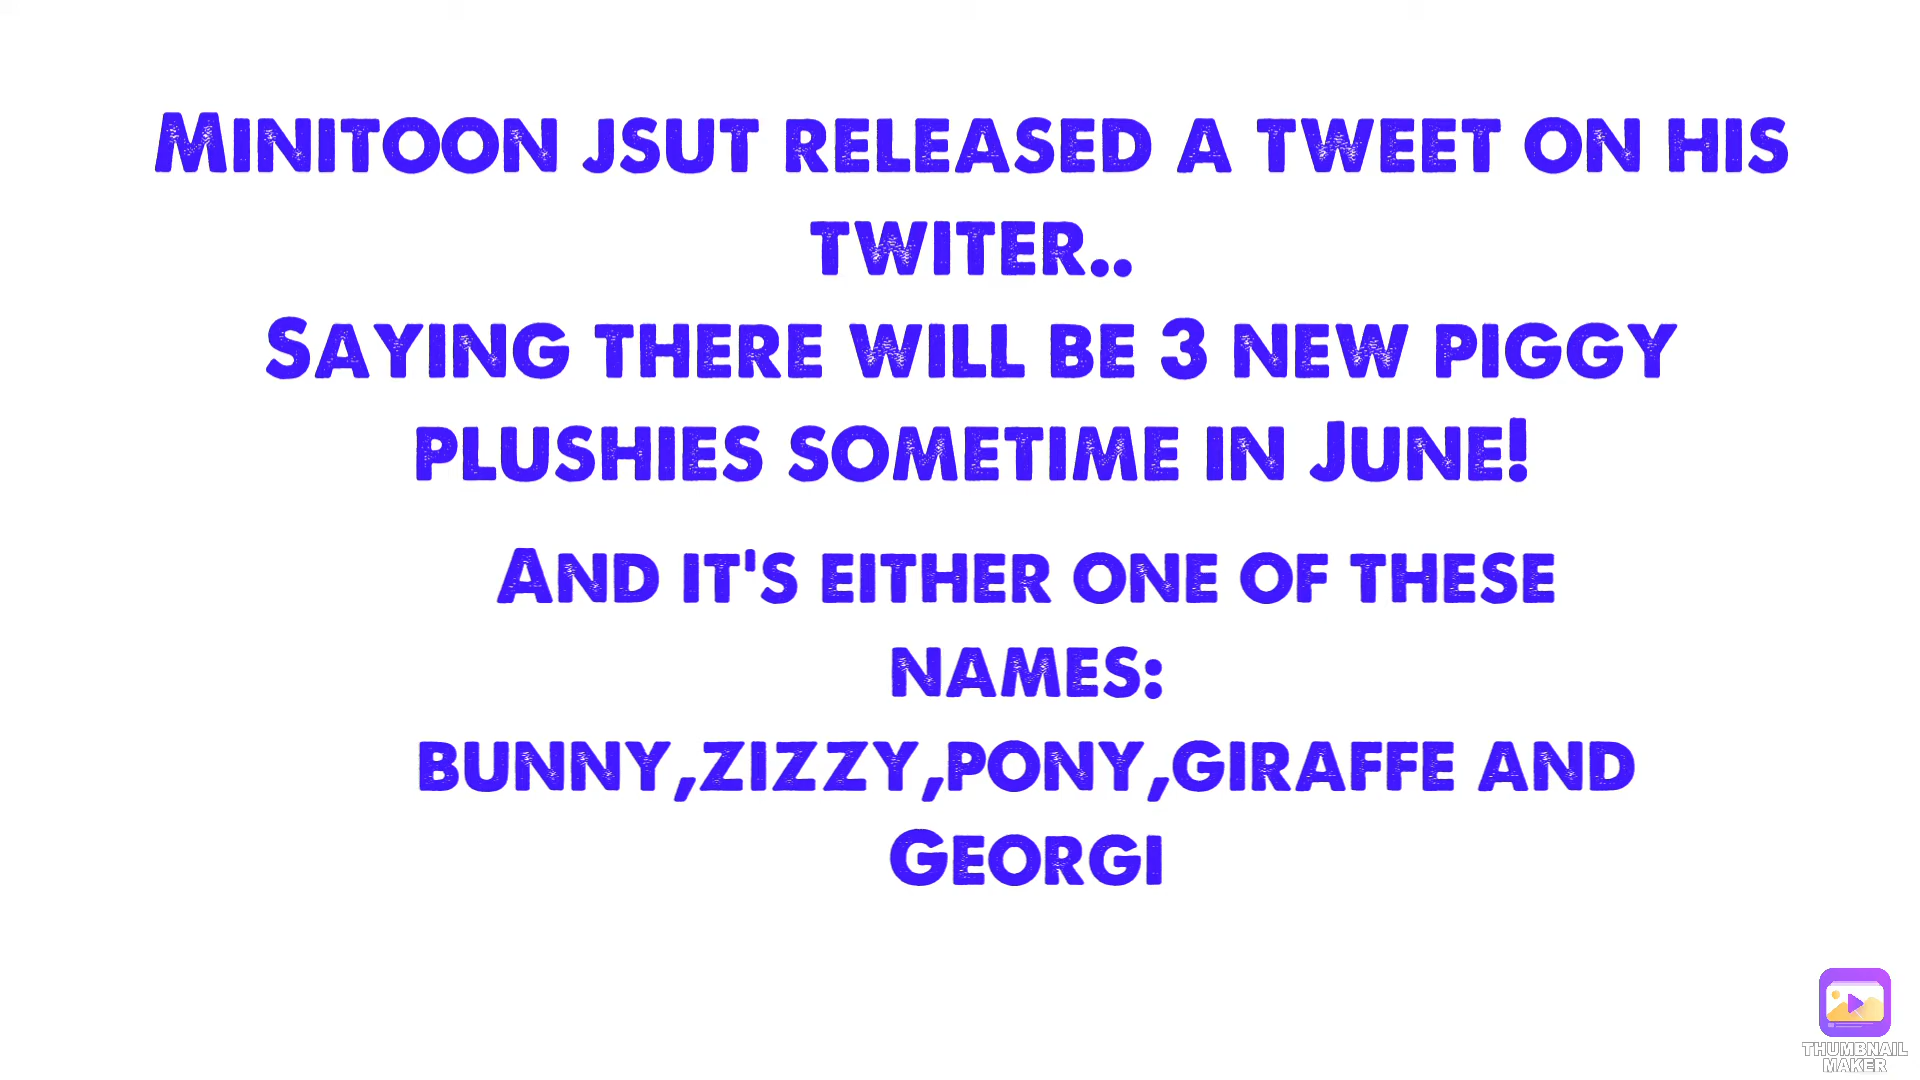 Minitoon jsut released a tweet on his
twiter..
Saying there will be 3 new piggy
plushies sometime in June!
And it's either one of these
names:
bunny,zizzy,pony,giraffe and
Georgi
THUMBNAIL
MAKER